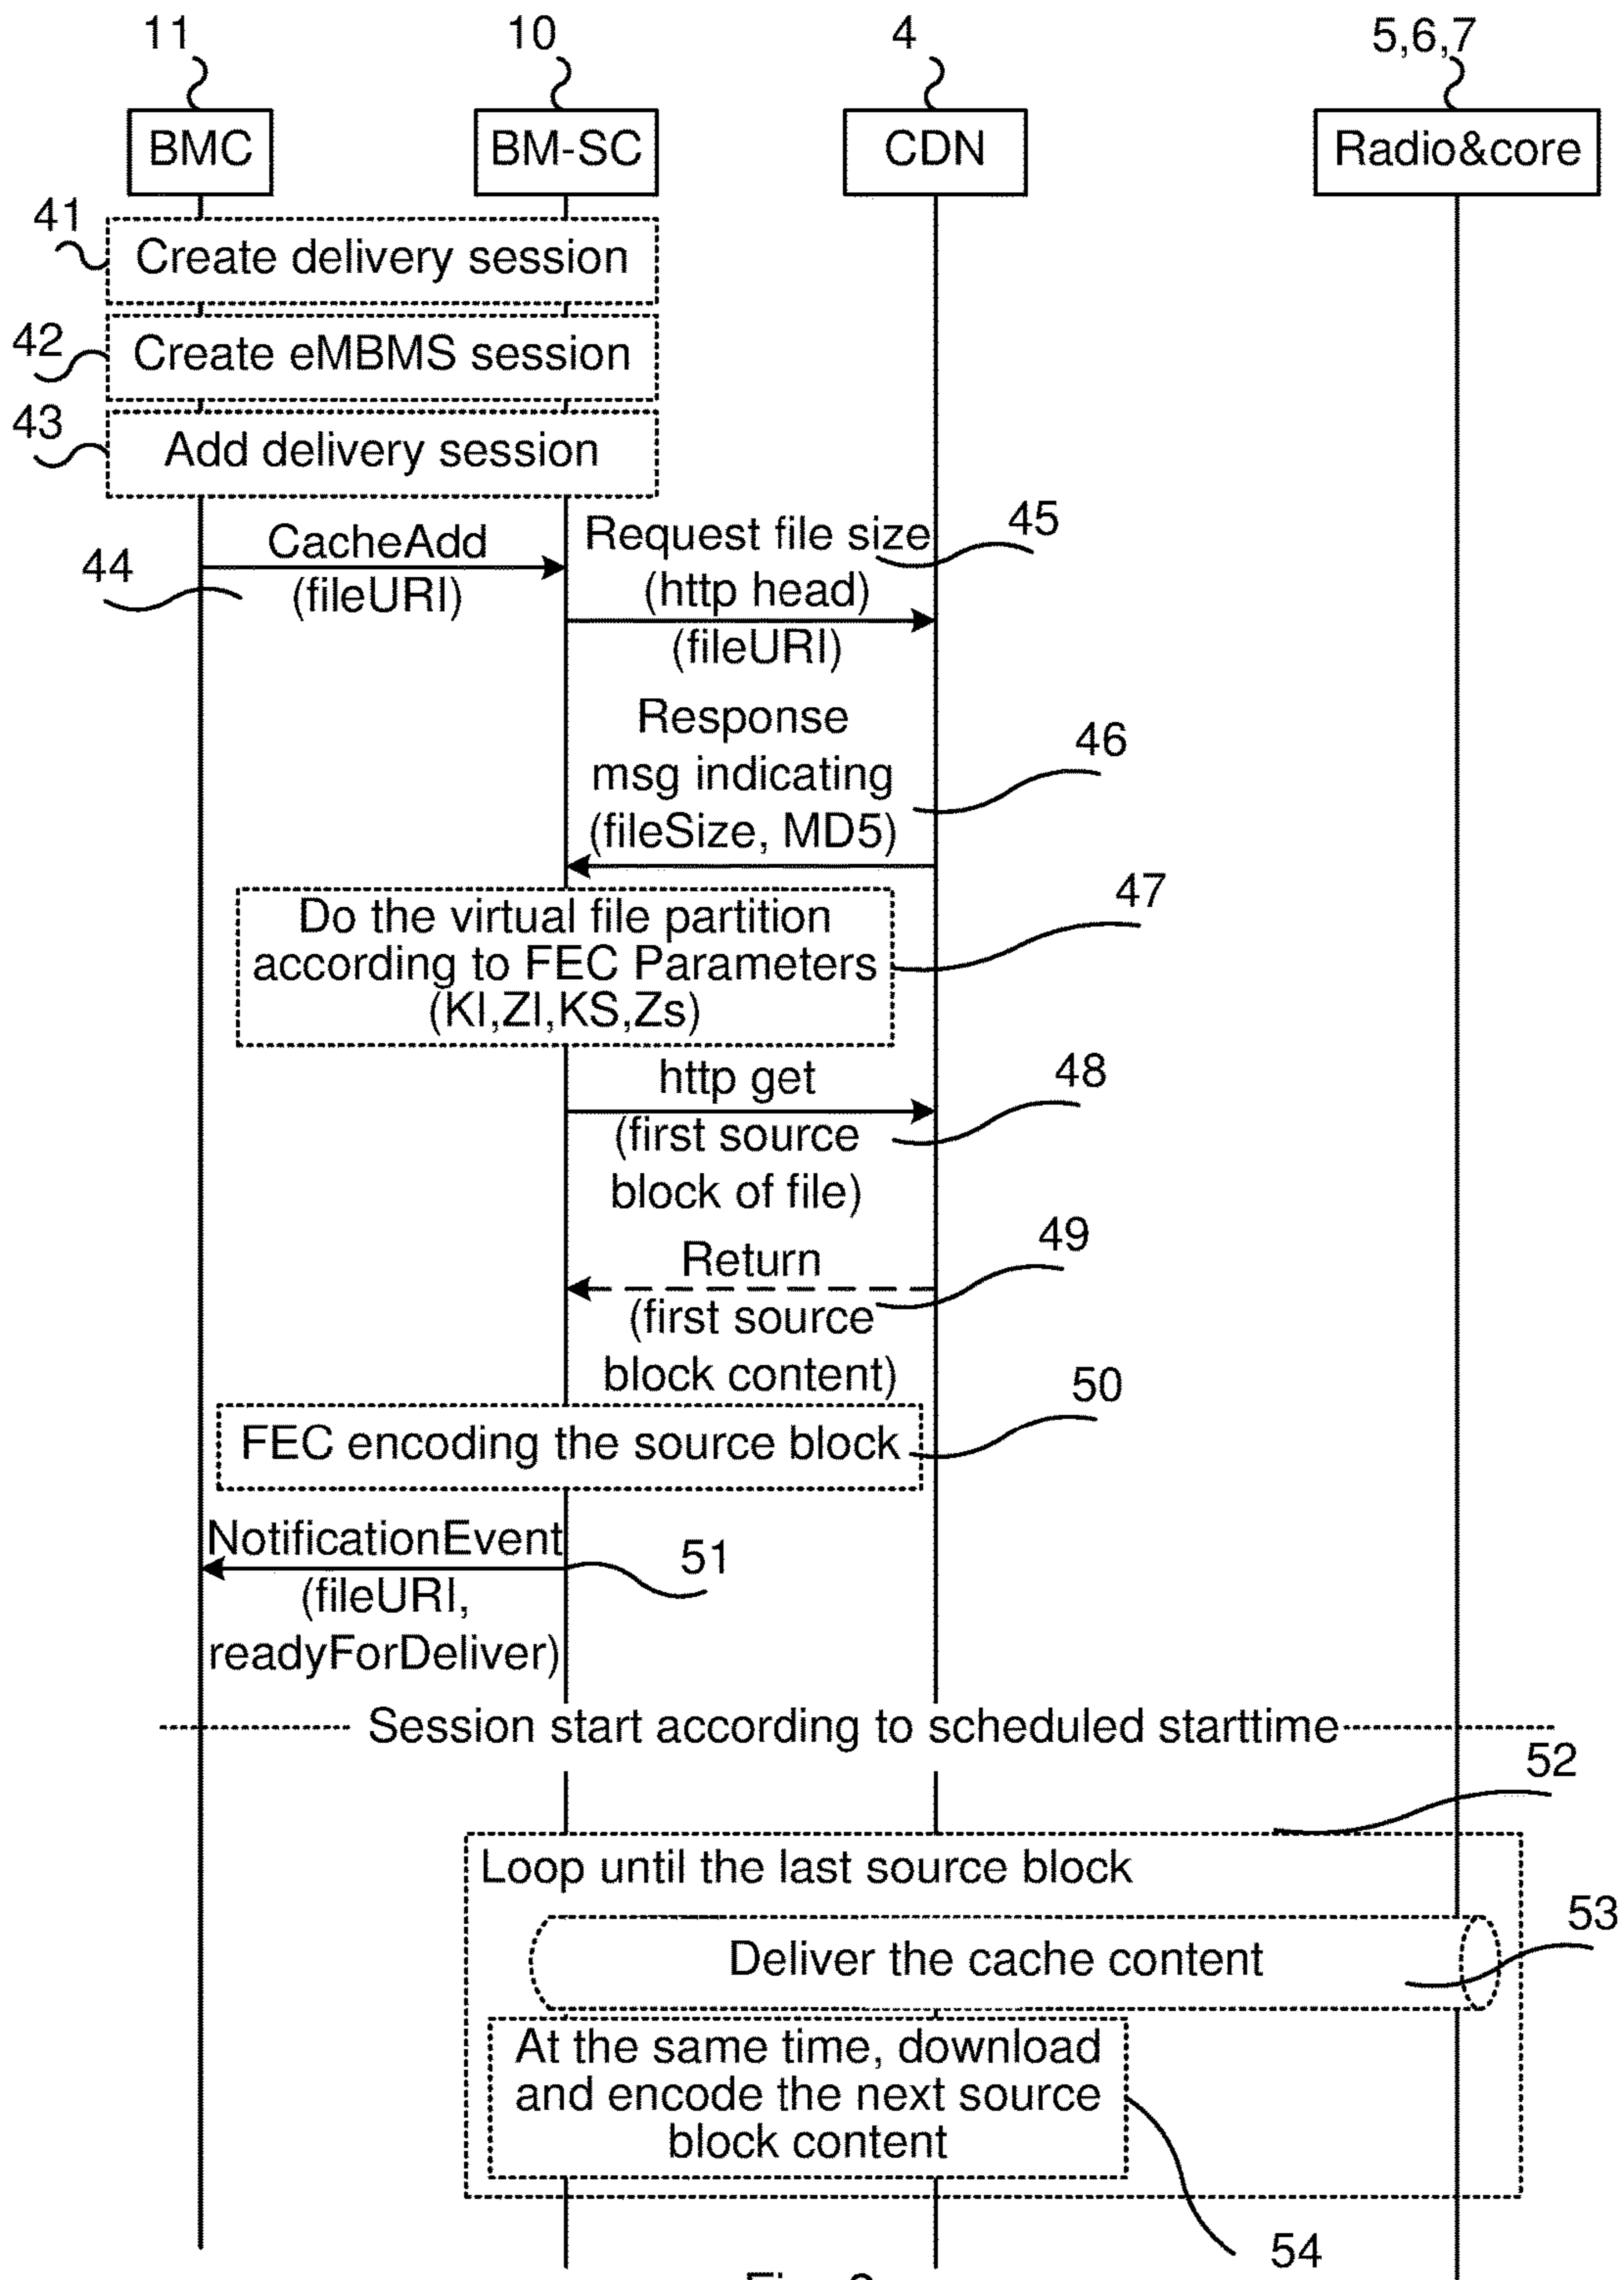 11
10
4
5,6,7
BMC
BM-SC
CDN
Radio&core
41
Create delivery session
42
Create eMBMS session
43
Add delivery session
44
CacheAdd
(fileURI)
Request file size
(http head)
(fileURI)
45
Response
msg indicating
(fileSize, MD5)
46
Do the virtual file partition
according to FEC Parameters
(KI,ZI,KS,Zs)
47
http get
(first source
block of file)
48
Return
(first source
block content)
49
FEC encoding the source block
50
NotificationEvent
(fileURI,
readyForDeliver)
51
Session start according to scheduled starttime
52
Loop until the last source block
Deliver the cache content
53
At the same time, download
and encode the next source
block content
54